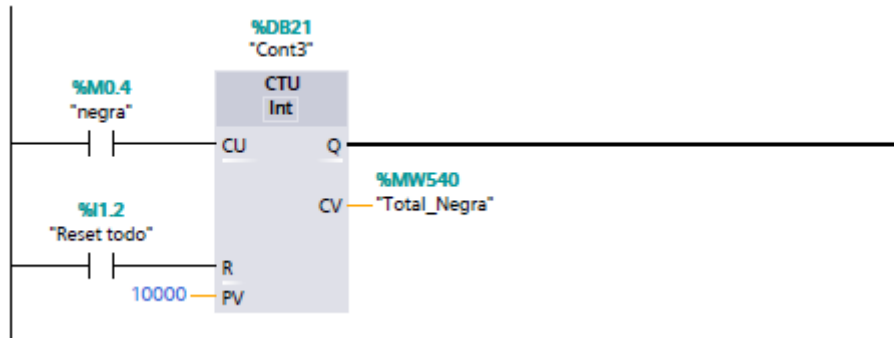 %DB21
"Cont3"
%M0.4
"negra"
CTU
Int
CU
Q
%MW540
CV
"Total_Negra"
%I1.2
"Reset todo"
R
10000
PV